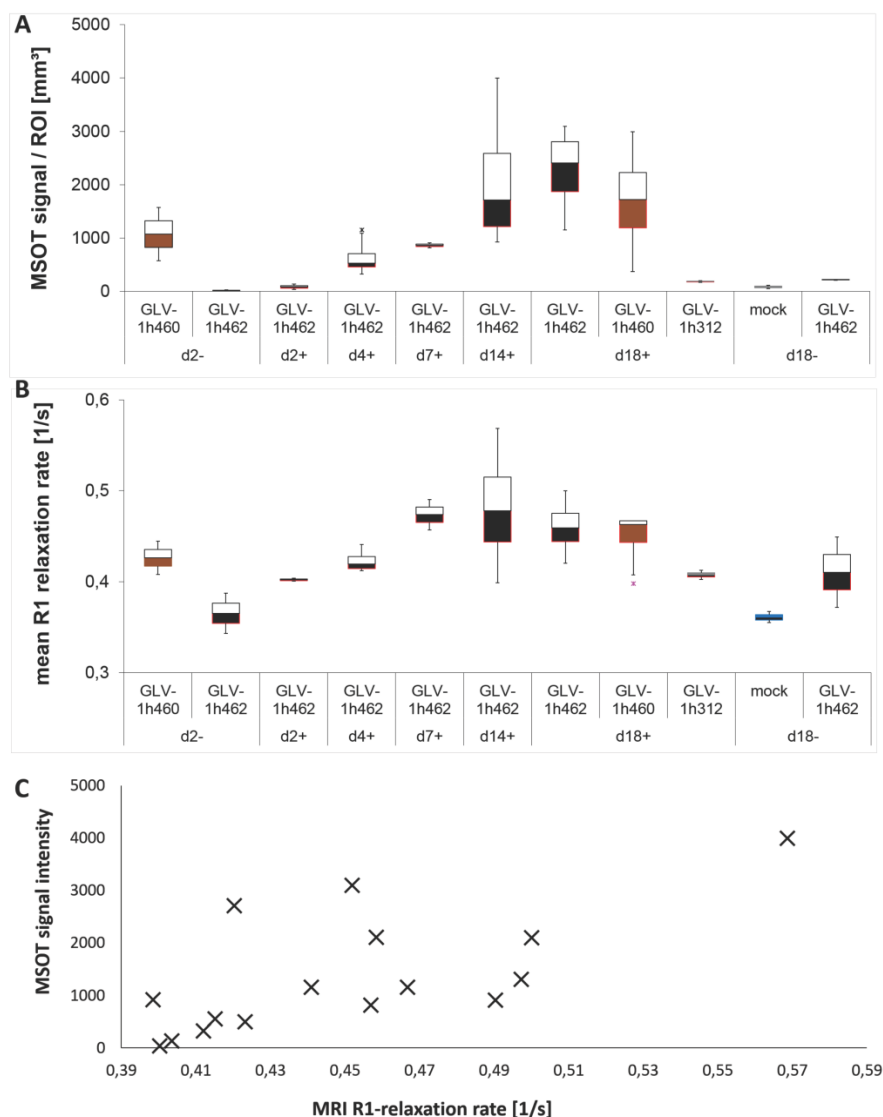 A
MSOT signal / ROI [mm³]
5000
4000
3000
2000
1000
0
GLV-1h460 GLV-1h462 GLV-1h462 GLV-1h462 GLV-1h462 GLV-1h462 GLV-1h462 GLV-1h460 GLV-1h312 mock GLV-1h462
d2- d2+ d4+ d7+ d14+ d18+ d18-
B
mean R1 relaxation rate [1/s]
0,6
0,5
0,4
0,3
GLV-1h460 GLV-1h462 GLV-1h462 GLV-1h462 GLV-1h462 GLV-1h462 GLV-1h462 GLV-1h460 GLV-1h312 mock GLV-1h462
d2- d2+ d4+ d7+ d14+ d18+ d18-
C
MSOT signal intensity
5000
4000
3000
2000
1000
0
0,39 0,41 0,43 0,45 0,47 0,49 0,51 0,53 0,55 0,57 0,59
MRI R1-relaxation rate [1/s]